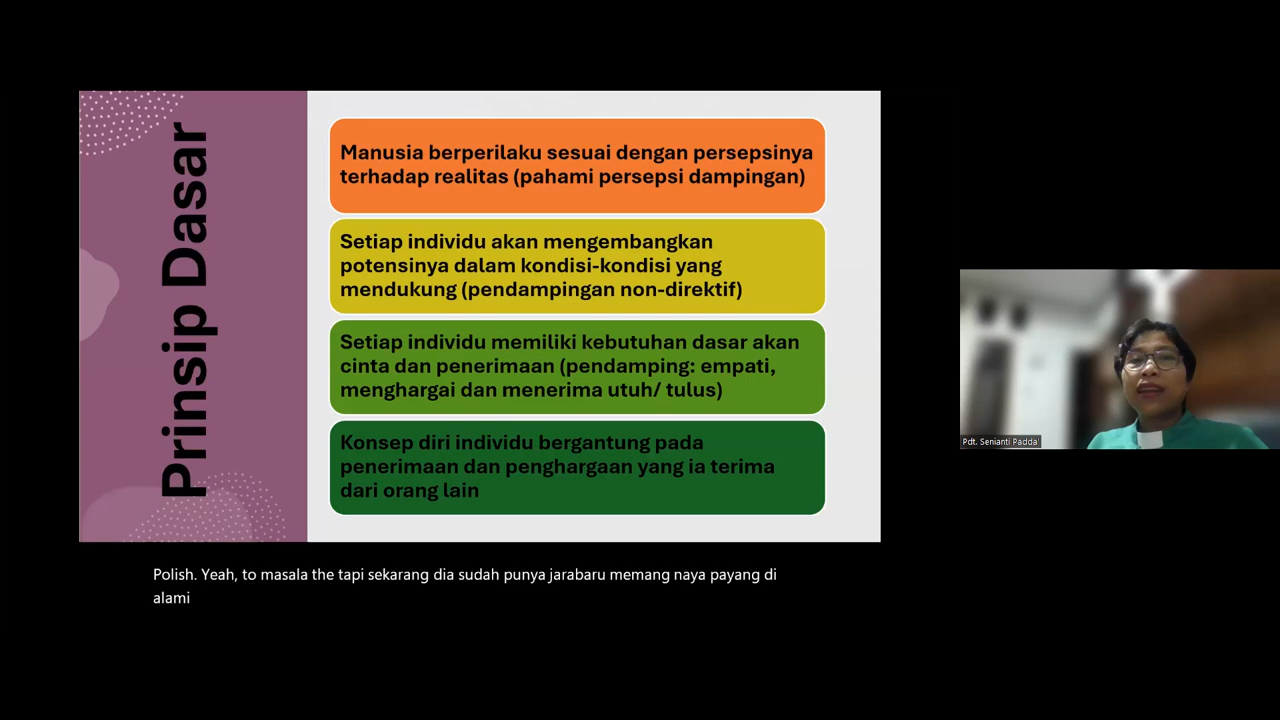 Prinsip Dasar
Manusia berperilaku sesuai dengan persepsinya
terhadap realitas (pahami persepsi dampingan)
Setiap individu akan mengembangkan
potensinya dalam kondisi-kondisi yang
mendukung (pendampingan non-direktif)
Setiap individu memiliki kebutuhan dasar akan
cinta dan penerimaan (pendamping: empati,
menghargai dan menerima utuh/ tulus)
Konsep diri individu bergantung pada
penerimaan dan penghargaan yang ia terima
dari orang lain
Pdt. Senianti Padda'
Polish. Yeah, to masala the tapi sekarang dia sudah punya jarabaru memang naya payang di
alami